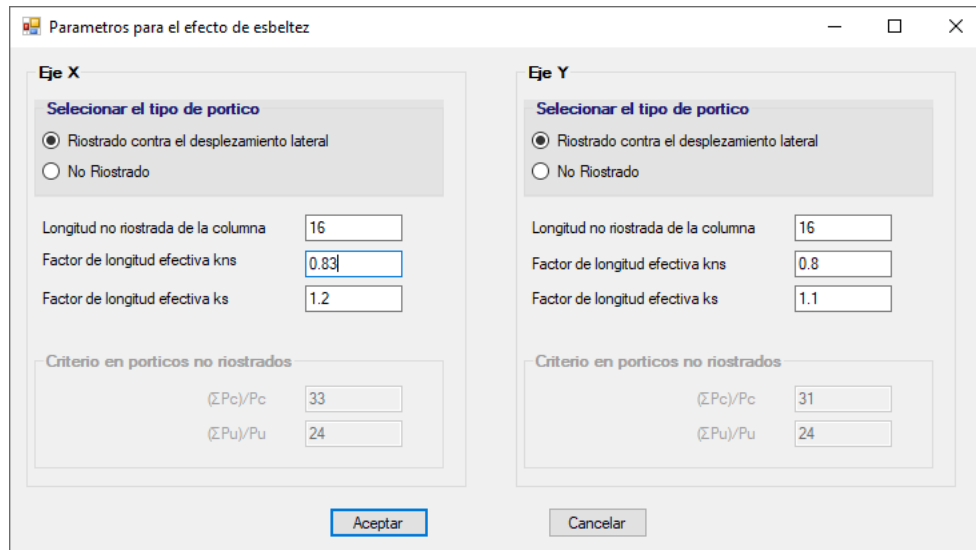 Parametros para el efecto de esbeltez
Eje X
Selecionar el tipo de portico
Riostrado contra el desplezamiento lateral
No Riostrado
Longitud no riostrada de la columna 16
Factor de longitud efectiva kns 0.83
Factor de longitud efectiva ks 1.2
Criterio en porticos no riostrados
(ΣPc)/Pc 33
(ΣPu)/Pu 24
Eje Y
Selecionar el tipo de portico
Riostrado contra el desplezamiento lateral
No Riostrado
Longitud no riostrada de la columna 16
Factor de longitud efectiva kns 0.8
Factor de longitud efectiva ks 1.1
Criterio en porticos no riostrados
(ΣPc)/Pc 31
(ΣPu)/Pu 24
Aceptar
Cancelar